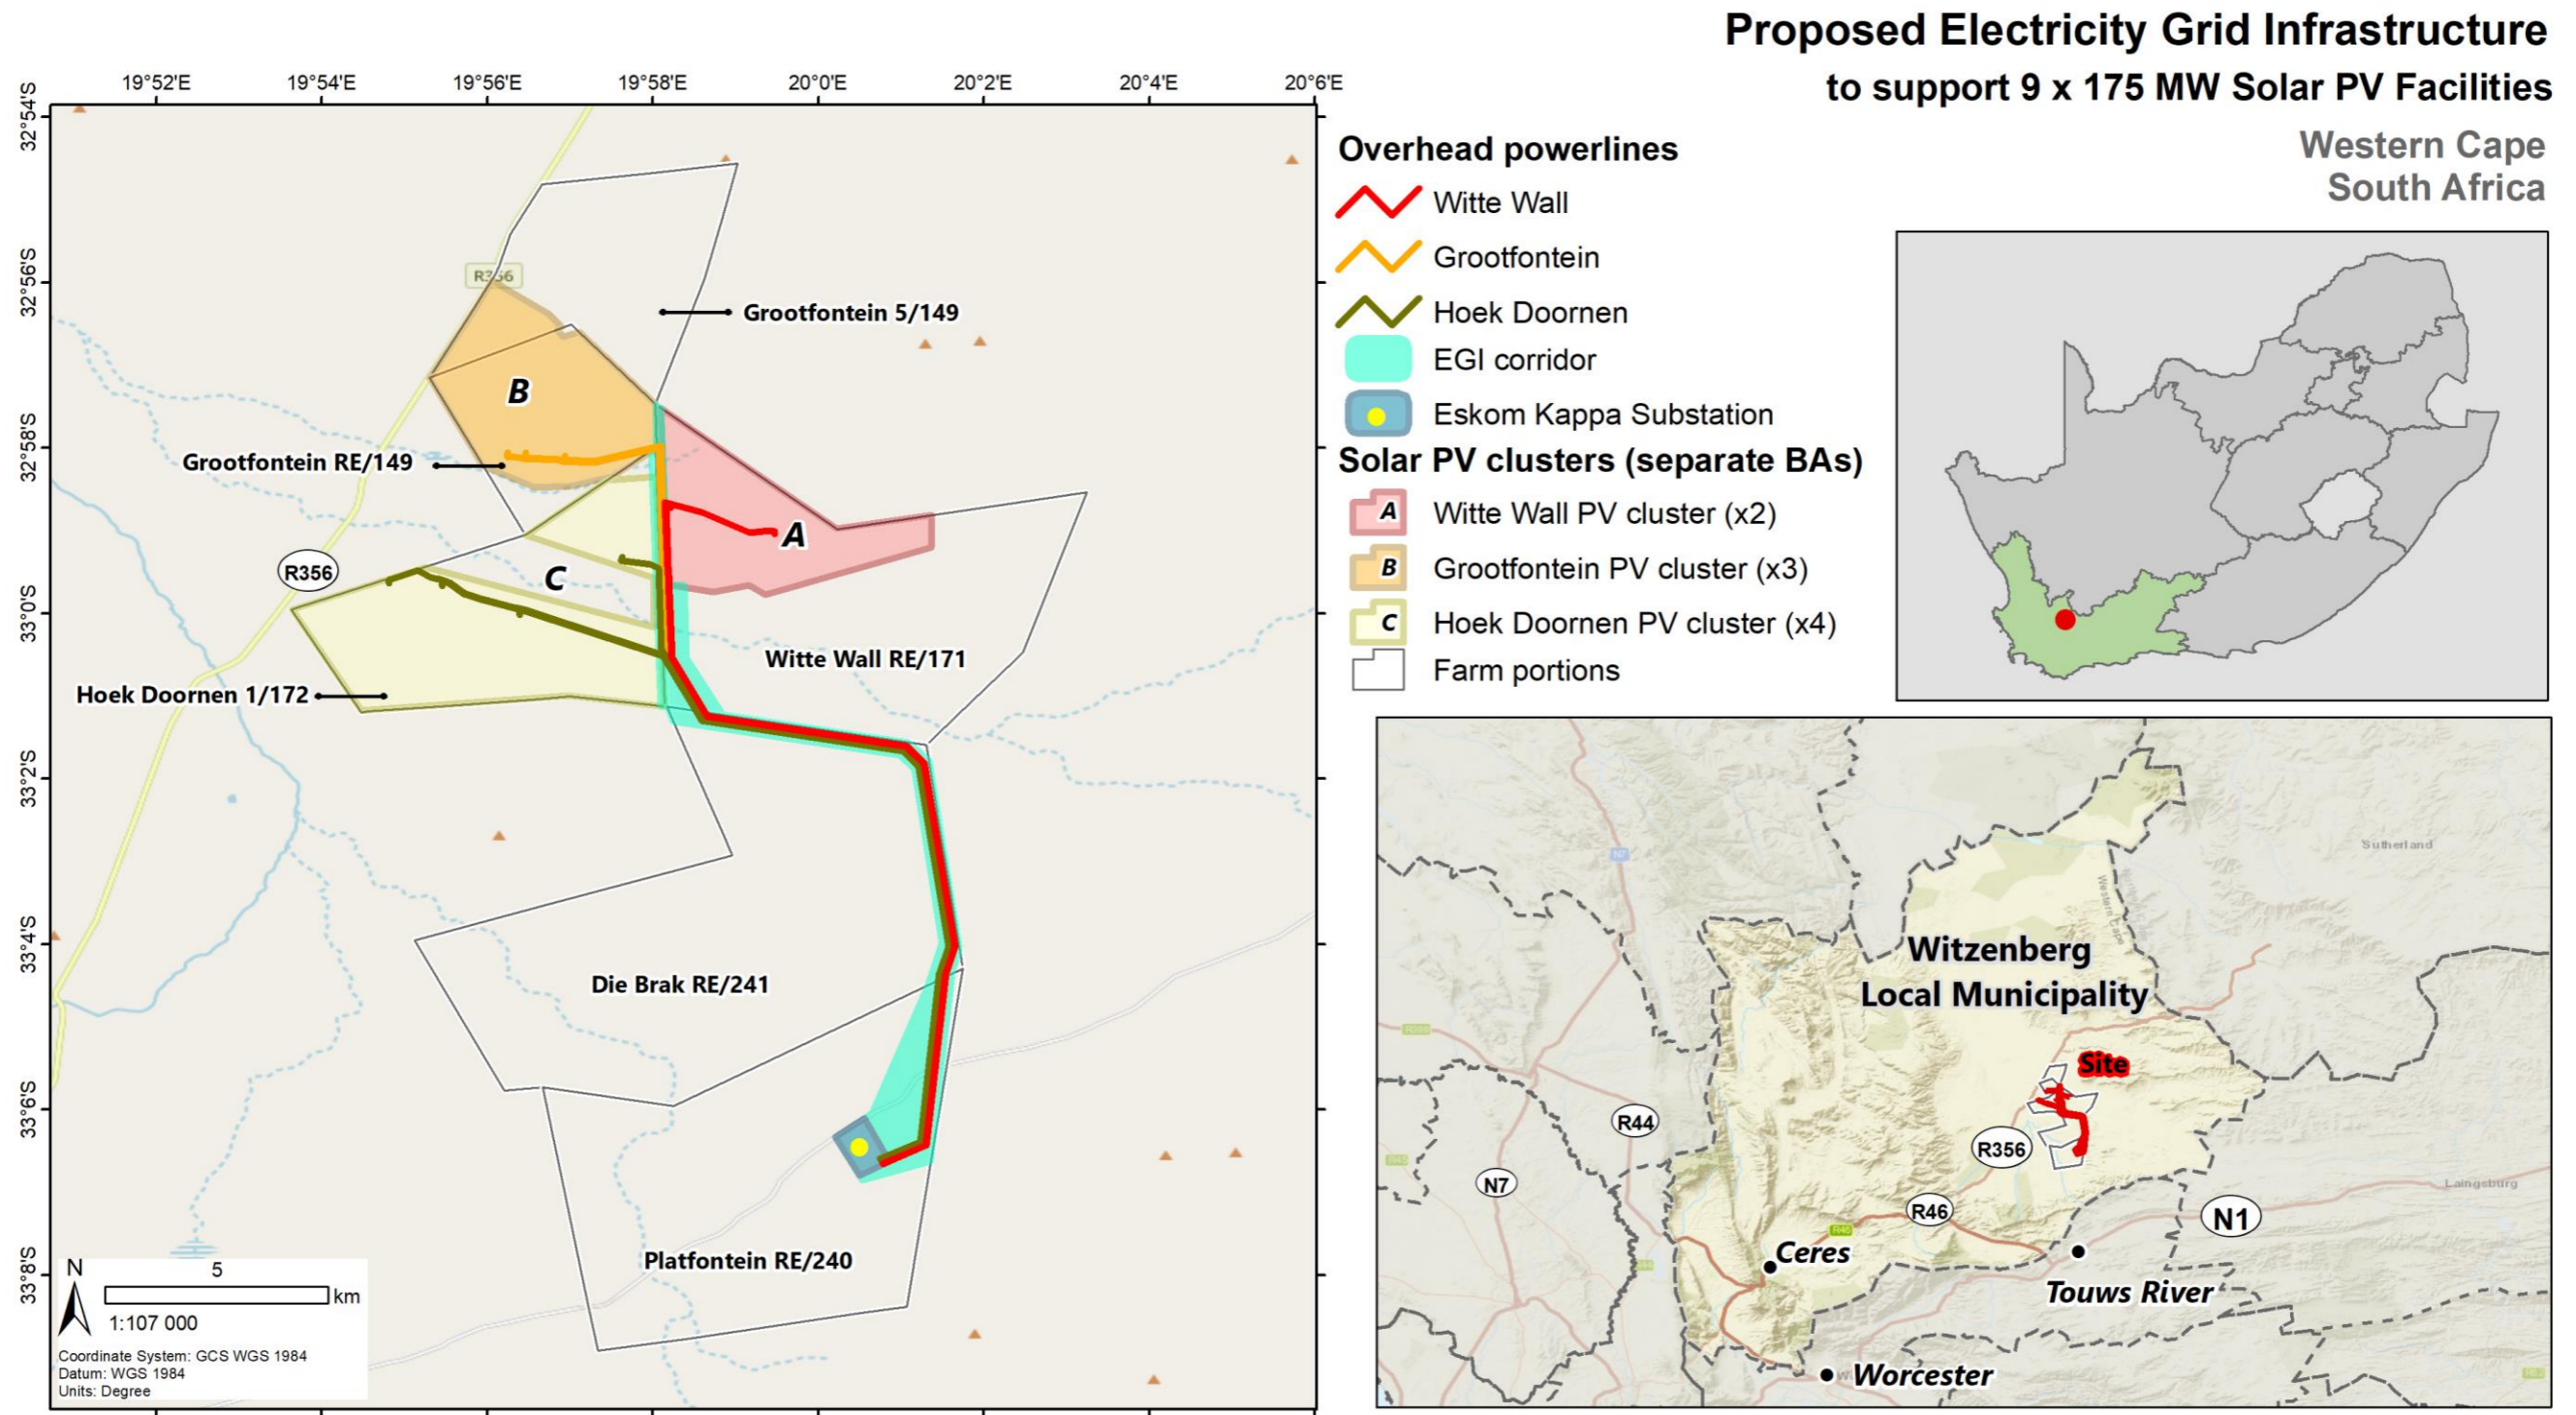 Proposed Electricity Grid Infrastructure
to support 9 x 175 MW Solar PV Facilities
Western Cape
South Africa
19°52'E
19°54'E
19°56'E
19°58'E
20°0'E
20°2'E
20°4'E
20°6'E
32°54'S
32°56'S
32°58'S
33°0'S
33°2'S
33°4'S
33°6'S
33°8'S
R356
Grootfontein 5/149
B
Grootfontein RE/149
A
R356
C
Witte Wall RE/171
Hoek Doornen 1/172
Die Brak RE/241
Platfontein RE/240
N
5
km
1:107 000
Coordinate System: GCS WGS 1984
Datum: WGS 1984
Units: Degree
Overhead powerlines
Witte Wall
Grootfontein
Hoek Doornen
EGI corridor
Eskom Kappa Substation
Solar PV clusters (separate BAs)
A Witte Wall PV cluster (x2)
B Grootfontein PV cluster (x3)
C Hoek Doornen PV cluster (x4)
Farm portions
N7
Sutherland
Western Cape
Witzenberg
Local Municipality
Site
R44
R356
N7
Laingsburg
R46
N1
R46
Ceres
Touws River
Worcester